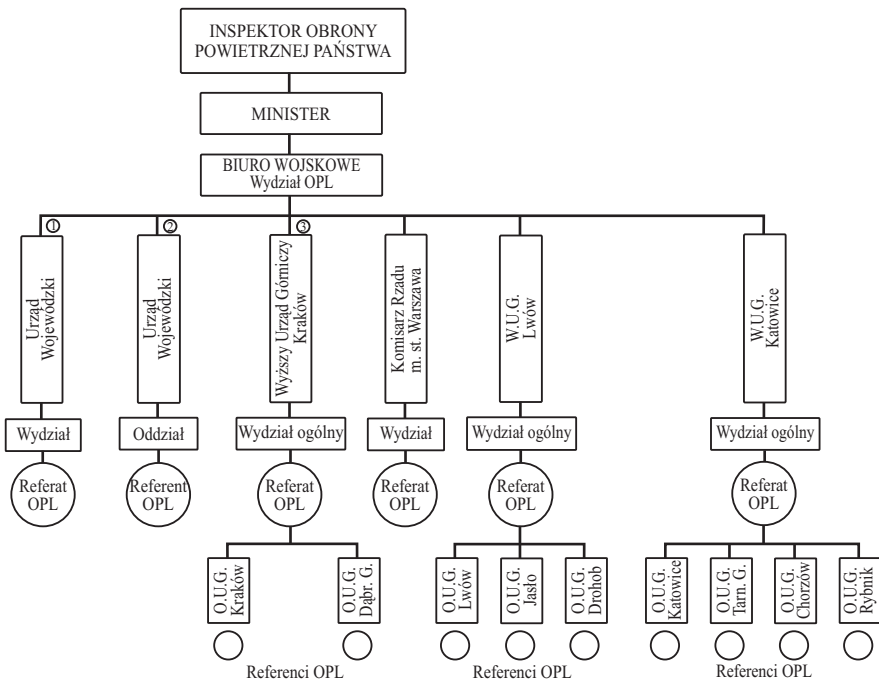 INSPEKTOR OBRONY
POWIETRZNEJ PAŃSTWA
MINISTER
BIURO WOJSKOWE
Wydział OPL
1
2
3
Urząd
Wojewódzki
Urząd
Wojewódzki
Wyższy Urząd Górniczy
Kraków
Komisarz Rzadu
m. st. Warszawa
W.U.G.
Lwów
W.U.G.
Katowice
Wydział
Oddział
Wydział ogólny
Wydział
Wydział ogólny
Wydział ogólny
Referat
OPL
Referent
OPL
Referat
OPL
Referat
OPL
Referat
OPL
Referat
OPL
O.U.G.
Kraków
O.U.G.
Dąbr. G.
O.U.G.
Lwów
O.U.G.
Jasło
O.U.G.
Drohob
O.U.G.
Katowice
O.U.G.
Tarn. G.
O.U.G.
Chorzów
O.U.G.
Rybnik
Referenci OPL
Referenci OPL
Referenci OPL